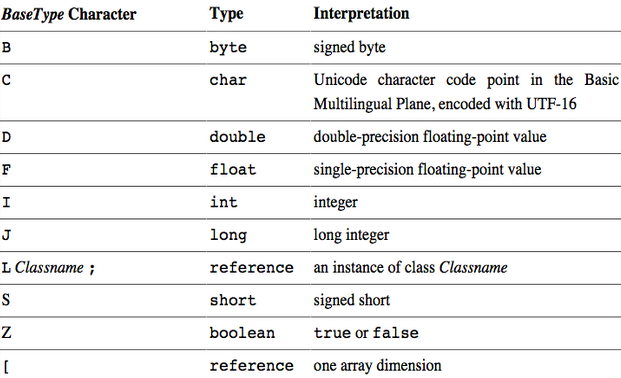 BaseType Character Type Interpretation
B byte signed byte
C char Unicode character code point in the Basic
Multilingual Plane, encoded with UTF-16
D double double-precision floating-point value
F float single-precision floating-point value
I int integer
J long long integer
L Classname ; reference an instance of class Classname
S short signed short
Z boolean true or false
[ reference one array dimension